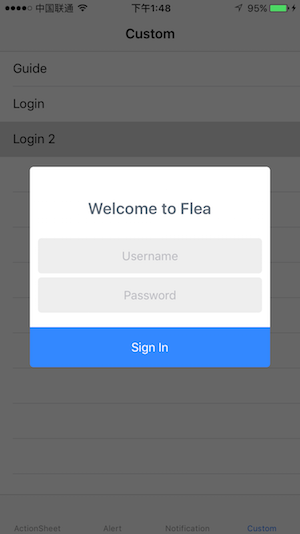 中国联通 下午1:48 95%
Custom
Guide
Login
Login 2
Welcome to Flea
Username
Password
Sign In
ActionSheet Alert Notification Custom